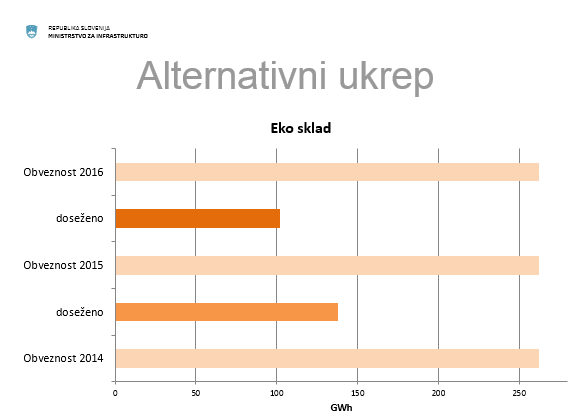 REPUBLIKA SLOVENIJA
MINISTRSTVO ZA INFRASTRUKTURO
Alternativni ukrep
Eko sklad
Obveznost 2016
doseženo
Obveznost 2015
doseženo
Obveznost 2014
0 50 100 150 200 250
GWh